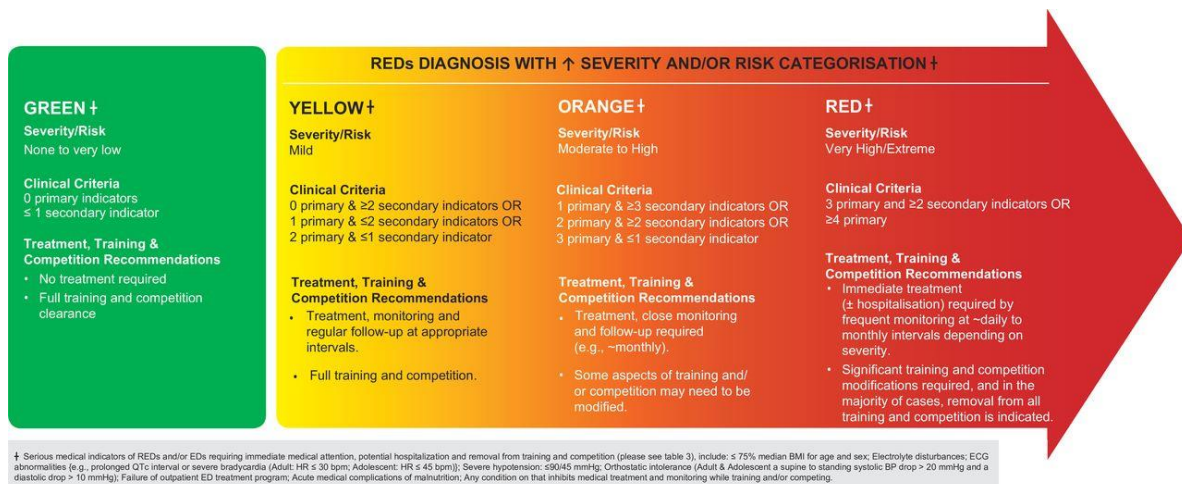 REDs DIAGNOSIS WITH ↑ SEVERITY AND/OR RISK CATEGORISATION ⸸
GREEN ⸸
Severity/Risk
None to very low
Clinical Criteria
0 primary indicators
≤ 1 secondary indicator
Treatment, Training &
Competition Recommendations
• No treatment required
• Full training and competition
clearance
YELLOW ⸸
Severity/Risk
Mild
Clinical Criteria
0 primary & ≥2 secondary indicators OR
1 primary & ≤2 secondary indicators OR
2 primary & ≤1 secondary indicator
Treatment, Training &
Competition Recommendations
• Treatment, monitoring and
regular follow-up at appropriate
intervals.
• Full training and competition.
ORANGE ⸸
Severity/Risk
Moderate to High
Clinical Criteria
1 primary & ≥3 secondary indicators OR
2 primary & ≥2 secondary indicators OR
3 primary & ≤1 secondary indicator
Treatment, Training &
Competition Recommendations
• Treatment, close monitoring
and follow-up required
(e.g., ~monthly).
• Some aspects of training and/
or competition may need to be
modified.
RED ⸸
Severity/Risk
Very High/Extreme
Clinical Criteria
3 primary and ≥2 secondary indicators OR
≥4 primary
Treatment, Training &
Competition Recommendations
• Immediate treatment
(± hospitalisation) required by
frequent monitoring at ~daily to
monthly intervals depending on
severity.
• Significant training and competition
modifications required, and in the
majority of cases, removal from all
training and competition is indicated.
⸸ Serious medical indicators of REDs and/or EDs requiring immediate medical attention, potential hospitalization and removal from training and competition (please see table 3), include: ≤ 75% median BMI for age and sex; Electrolyte disturbances; ECG
abnormalities {e.g., prolonged QTc interval or severe bradycardia (Adult: HR ≤ 30 bpm; Adolescent: HR ≤ 45 bpm)}; Severe hypotension: ≤90/45 mmHg; Orthostatic intolerance (Adult & Adolescent a supine to standing systolic BP drop > 20 mmHg and a
diastolic drop > 10 mmHg); Failure of outpatient ED treatment program; Acute medical complications of malnutrition; Any condition on that inhibits medical treatment and monitoring while training and/or competing.